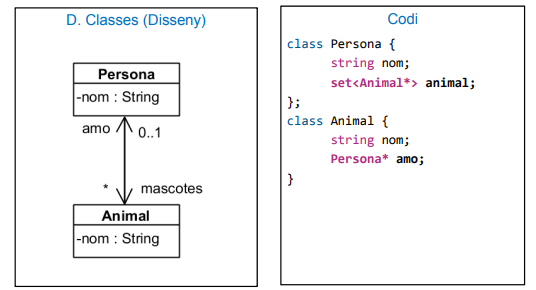 D. Classes (Disseny)
Persona
-nom : String
amo
0..1
*
mascotes
Animal
-nom : String
Codi
class Persona {
string nom;
set<Animal*> animal;
};
class Animal {
string nom;
Persona* amo;
}